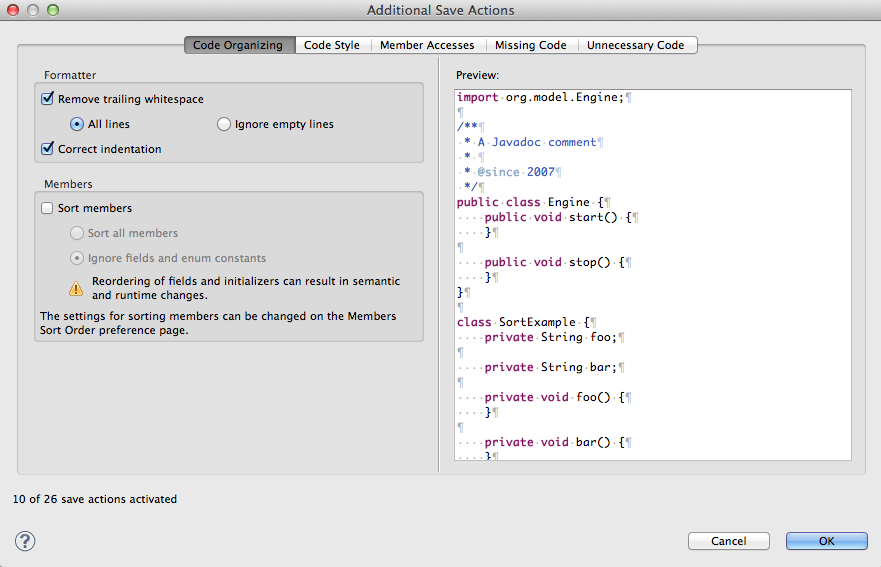 Additional Save Actions
Code Organizing Code Style Member Accesses Missing Code Unnecessary Code
Formatter
Remove trailing whitespace
All lines Ignore empty lines
Correct indentation
Members
Sort members
Sort all members
Ignore fields and enum constants
Reordering of fields and initializers can result in semantic
and runtime changes.
The settings for sorting members can be changed on the Members
Sort Order preference page.
Preview:
import·org.model.Engine;¶
¶
/**¶
·*·A·Javadoc·comment¶
·*·¶
·*·@since·2007¶
·*/¶
public·class·Engine·{¶
····public·void·start()·{¶
····}¶
¶
····public·void·stop()·{¶
····}¶
}¶
¶
class·SortExample·{¶
····private·String·foo;¶
¶
····private·String·bar;¶
¶
····private·void·foo()·{¶
····}¶
¶
····private·void·bar()·{¶
····}¶
10 of 26 save actions activated
? Cancel OK